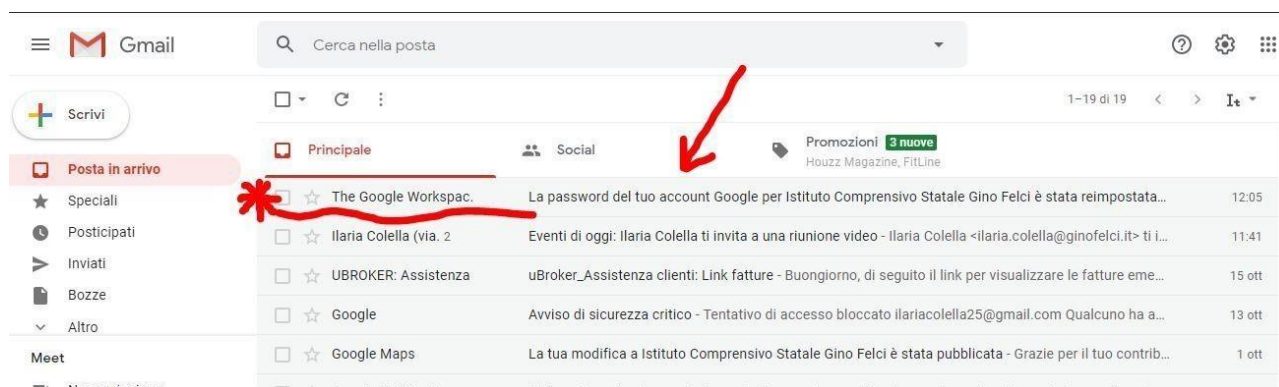 Gmail
Cerca nella posta
Scrivi
1–19 di 19
Principale
Social
Promozioni 3 nuove
Houzz Magazine, FitLine
Posta in arrivo
Speciali
Posticipati
Inviati
Bozze
Altro
Meet
The Google Workspac. La password del tuo account Google per Istituto Comprensivo Statale Gino Felci è stata reimpostata... 12:05
Ilaria Colella (via. 2 Eventi di oggi: Ilaria Colella ti invita a una riunione video - Ilaria Colella <ilaria.colella@ginofelci.it> ti i... 11:41
UBROKER: Assistenza uBroker_Assistenza clienti: Link fatture - Buongiorno, di seguito il link per visualizzare le fatture eme... 15 ott
Google Avviso di sicurezza critico - Tentativo di accesso bloccato ilariacolella25@gmail.com Qualcuno ha a... 13 ott
Google Maps La tua modifica a Istituto Comprensivo Statale Gino Felci è stata pubblicata - Grazie per il tuo contrib... 1 ott